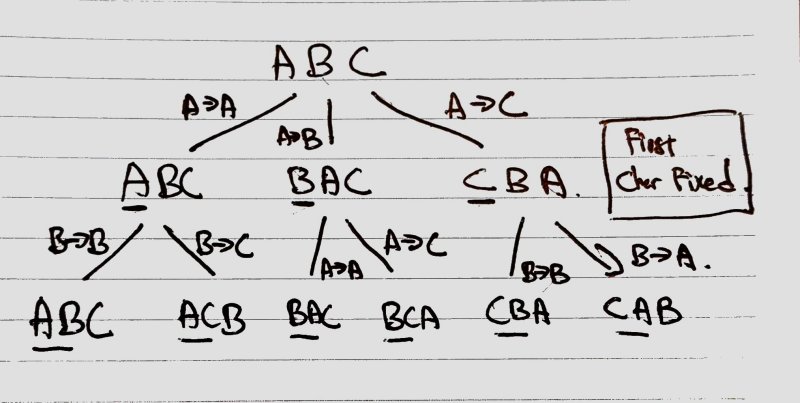 ABC
A→A
A→B
A→C
First
Char Fixed.
ABC
BAC
CBA.
B→B
B→C
A→A
A→C
B→B
B→A.
ABC
ACB
BAC
BCA
CBA
CAB